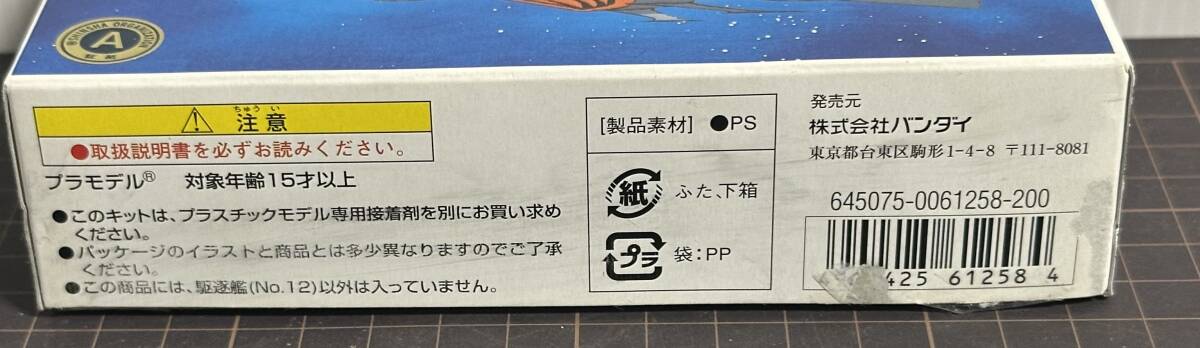 ©SHINSHA ORGANIZATION
A
証紙
ちゅうい
⚠ 注意
●取扱説明書を必ずお読みください。
プラモデル® 対象年齢15才以上
●このキットは、プラスチックモデル専用接着剤を別にお買い求め
ください。
●パッケージのイラストと商品とは多少異なりますのでご了承
ください。
●この商品には、駆逐艦(No.12)以外は入っていません。
[製品素材] ●PS
紙 ふた、下箱
プラ 袋:PP
発売元
株式会社バンダイ
東京都台東区駒形1-4-8 〒111-8081
645075-0061258-200
425 61258 4